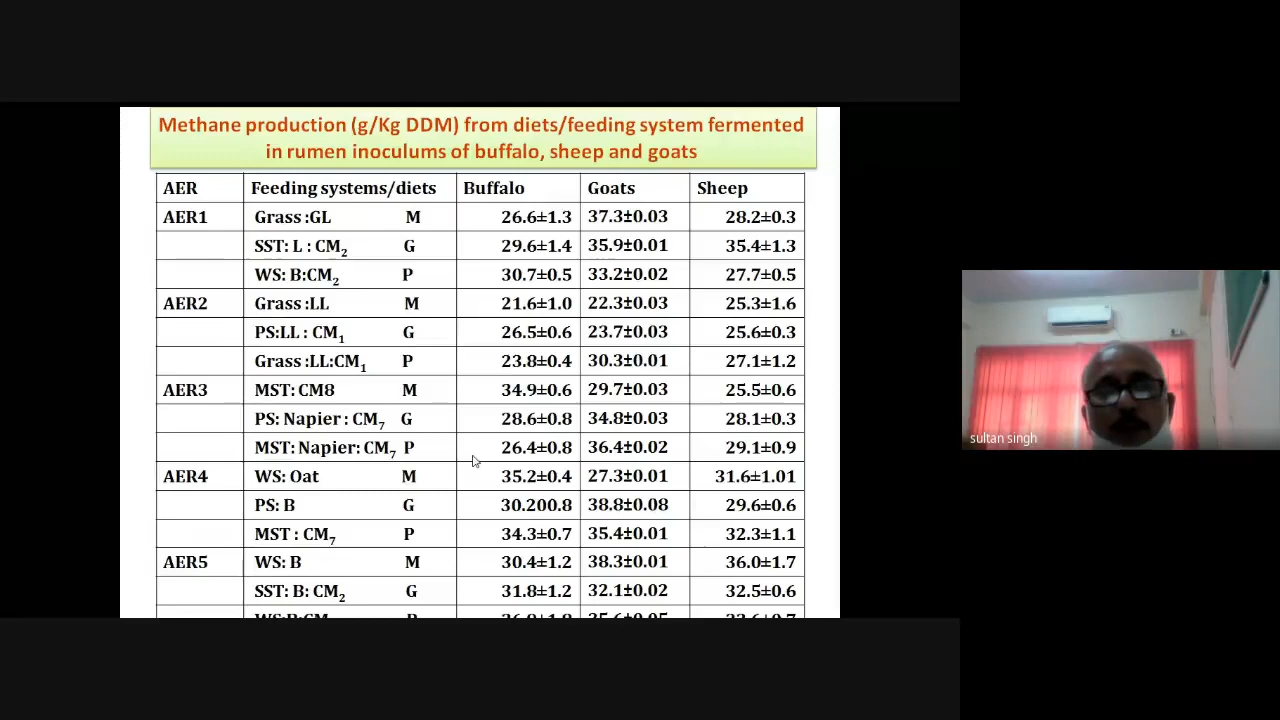 Methane production (g/Kg DDM) from diets/feeding system fermented
in rumen inoculums of buffalo, sheep and goats
AER Feeding systems/diets Buffalo Goats Sheep
AER1 Grass :GL M 26.6±1.3 37.3±0.03 28.2±0.3
SST: L : CM2 G 29.6±1.4 35.9±0.01 35.4±1.3
WS: B:CM2 P 30.7±0.5 33.2±0.02 27.7±0.5
AER2 Grass :LL M 21.6±1.0 22.3±0.03 25.3±1.6
PS:LL : CM1 G 26.5±0.6 23.7±0.03 25.6±0.3
Grass :LL:CM1 P 23.8±0.4 30.3±0.01 27.1±1.2
AER3 MST: CM8 M 34.9±0.6 29.7±0.03 25.5±0.6
PS: Napier : CM7 G 28.6±0.8 34.8±0.03 28.1±0.3
MST: Napier: CM7 P 26.4±0.8 36.4±0.02 29.1±0.9
AER4 WS: Oat M 35.2±0.4 27.3±0.01 31.6±1.01
PS: B G 30.200.8 38.8±0.08 29.6±0.6
MST : CM7 P 34.3±0.7 35.4±0.01 32.3±1.1
AER5 WS: B M 30.4±1.2 38.3±0.01 36.0±1.7
SST: B: CM2 G 31.8±1.2 32.1±0.02 32.5±0.6
sultan singh